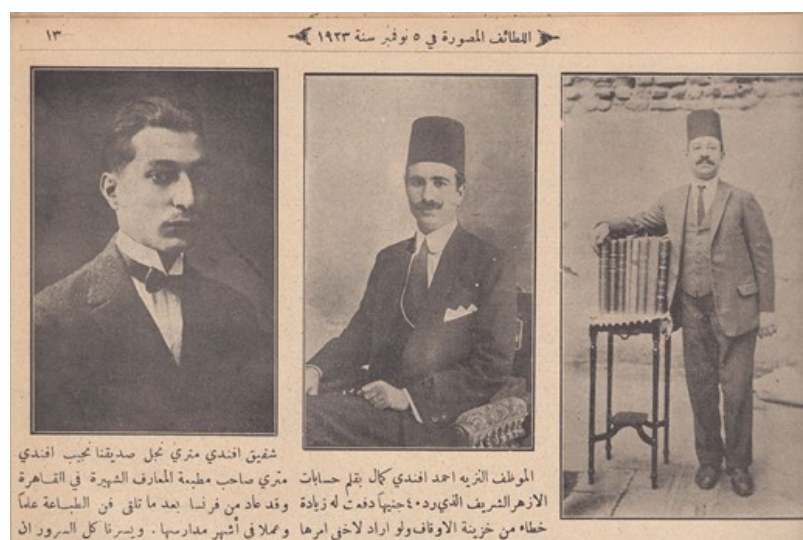 اللطائف المصورة في ٥ نوفمبر سنة ١٩٢٣
١٣
الموظف النزيه احمد افندي كمال بقلم حسابات
الازهر الشريف الذي رد ٤٠ جنيها دفعت له زيادة
خطاء من خزينة الاوقاف ولو اراد لاخفى امرها
شفيق افندي متري نجل صديقنا نجيب افندي
متري صاحب مطبعة المعارف الشهيرة في القاهرة
وقد عاد من فرنسا بعد ما تلقى فن الطباعة علماً
وعملا في أشهر مدارسها . ويسرنا كل السرور ان